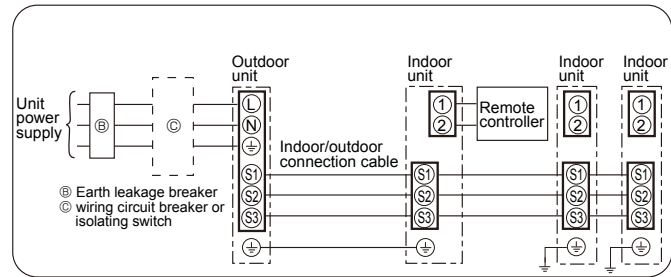 Unit
power
supply
Ⓑ
Ⓒ
Ⓑ Earth leakage breaker
Ⓒ wiring circuit breaker or
isolating switch
Outdoor
unit
L
N
S1
S2
S3
Indoor/outdoor
connection cable
Indoor
unit
1
2
S1
S2
S3
Remote
controller
Indoor
unit
1
2
S1
S2
S3
Indoor
unit
1
2
S1
S2
S3